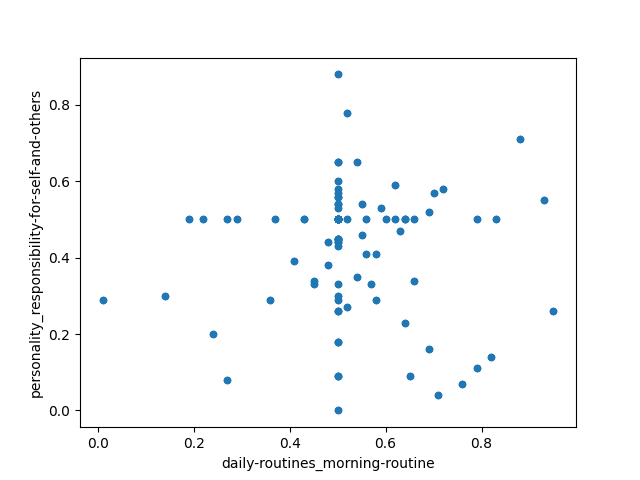 personality_responsibility-for-self-and-others
0.8
0.6
0.4
0.2
0.0
0.0 0.2 0.4 0.6 0.8
daily-routines_morning-routine